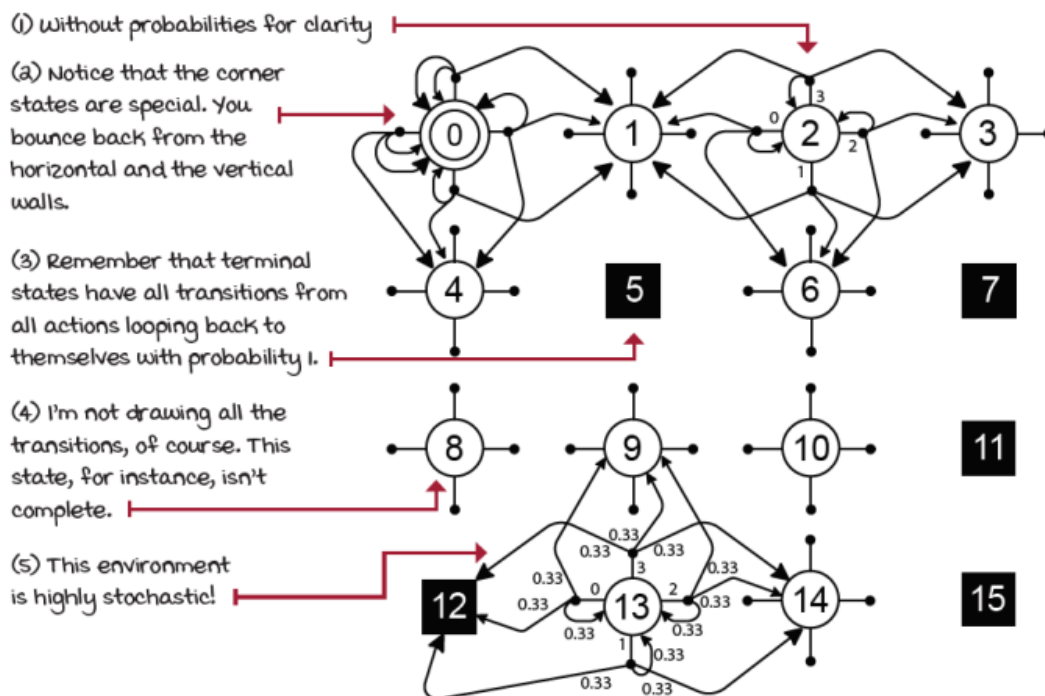 (1) Without probabilities for clarity
(2) Notice that the corner
states are special. You
bounce back from the
horizontal and the vertical
walls.
0
1
0
3
2
1
2
3
(3) Remember that terminal
states have all transitions from
all actions looping back to
themselves with probability 1.
4
5
6
7
(4) I'm not drawing all the
transitions, of course. This
state, for instance, isn't
complete.
8
9
10
11
(5) This environment
is highly stochastic!
0.33
0.33 0.33
3
0.33 0.33
12
0.33
0
13
2
0.33
14
15
0.33 0.33
1
0.33
0.33 0.33